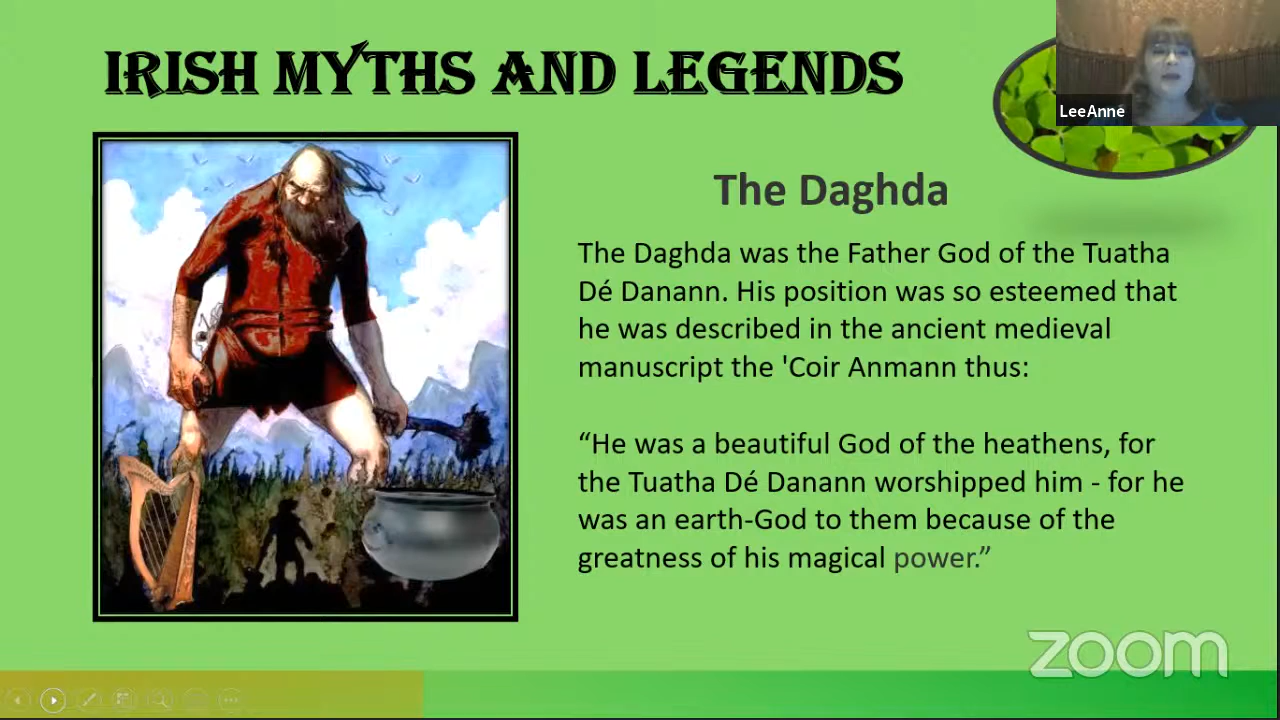 IRISH MYTHS AND LEGENDS
LeeAnne
The Daghda
The Daghda was the Father God of the Tuatha
Dé Danann. His position was so esteemed that
he was described in the ancient medieval
manuscript the 'Coir Anmann thus:
“He was a beautiful God of the heathens, for
the Tuatha Dé Danann worshipped him - for he
was an earth-God to them because of the
greatness of his magical power.”
zoom